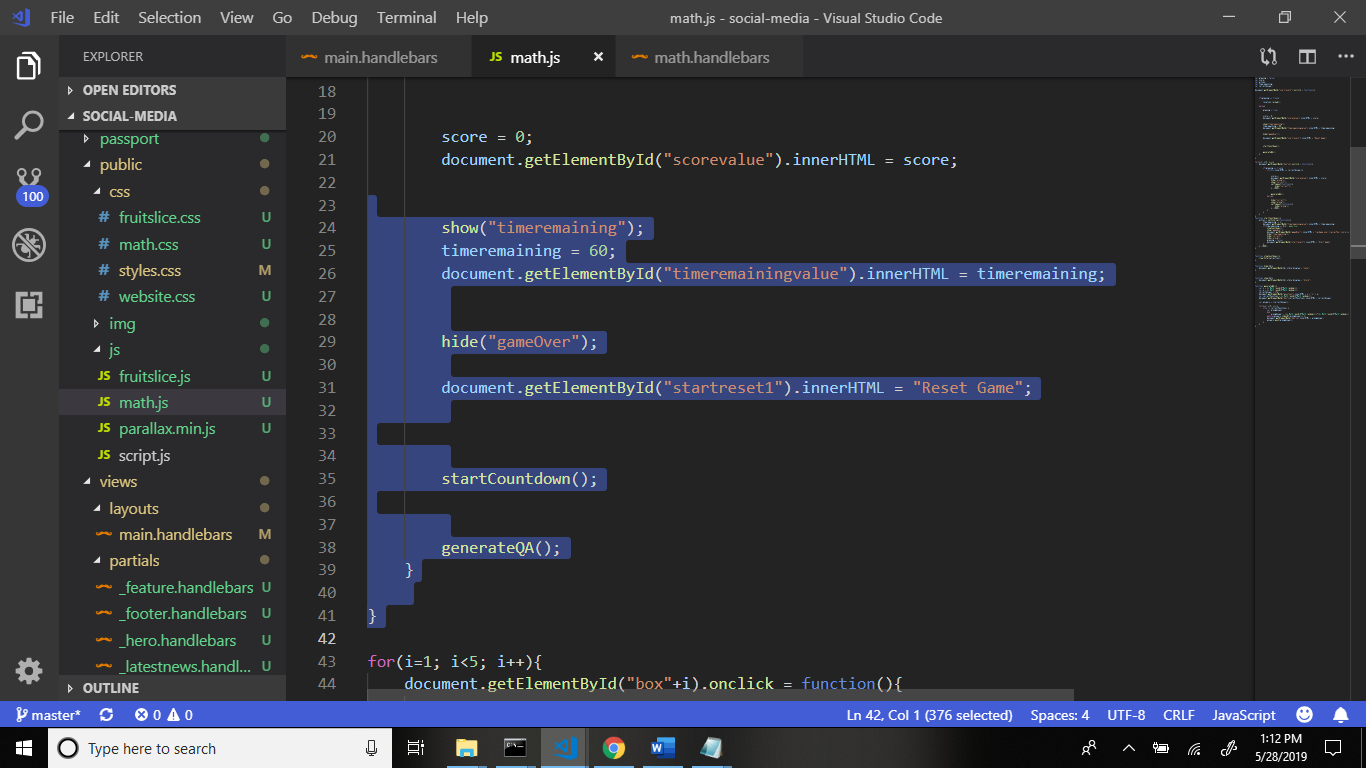 File Edit Selection View Go Debug Terminal Help
math.js - social-media - Visual Studio Code
EXPLORER
OPEN EDITORS
SOCIAL-MEDIA
passport
public
css
# fruitslice.css U
# math.css U
# styles.css M
# website.css U
img
js
JS fruitslice.js U
JS math.js U
JS parallax.min.js U
JS script.js
views
layouts
main.handlebars M
partials
_feature.handlebars U
_footer.handlebars U
_hero.handlebars U
_latestnews.handl... U
OUTLINE
100
main.handlebars
JS math.js
math.handlebars
18
19
20 score = 0;
21 document.getElementById("scorevalue").innerHTML = score;
22
23
24 show("timeremaining");
25 timeremaining = 60;
26 document.getElementById("timeremainingvalue").innerHTML = timeremaining;
27
28
29 hide("gameOver");
30
31 document.getElementById("startreset1").innerHTML = "Reset Game";
32
33
34
35 startCountdown();
36
37
38 generateQA();
39 }
40
41 }
42
43 for(i=1; i<5; i++){
44 document.getElementById("box"+i).onclick = function(){
master* 0 0
Ln 42, Col 1 (376 selected) Spaces: 4 UTF-8 CRLF JavaScript
Type here to search
1:12 PM
5/28/2019